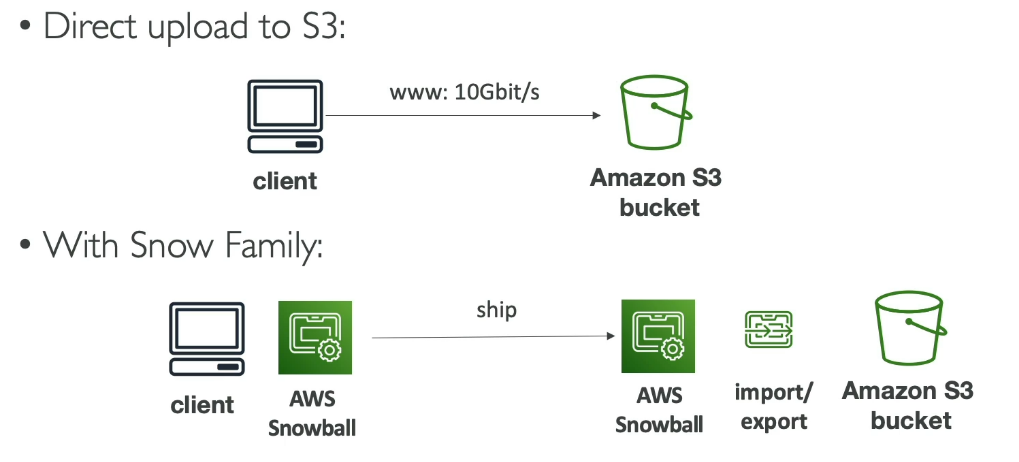 • Direct upload to S3:
www: 10Gbit/s
client
Amazon S3
bucket
• With Snow Family:
ship
client
AWS
Snowball
AWS
Snowball
import/
export
Amazon S3
bucket